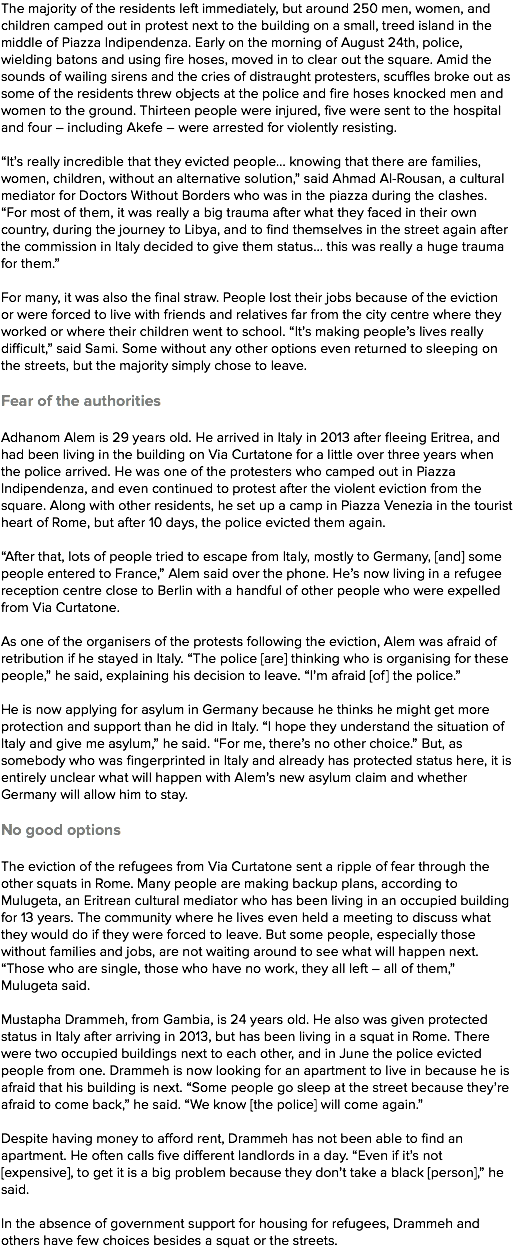 The majority of the residents left immediately, but around 250 men, women, and
children camped out in protest next to the building on a small, treed island in the
middle of Piazza Indipendenza. Early on the morning of August 24th, police,
wielding batons and using fire hoses, moved in to clear out the square. Amid the
sounds of wailing sirens and the cries of distraught protesters, scuffles broke out as
some of the residents threw objects at the police and fire hoses knocked men and
women to the ground. Thirteen people were injured, five were sent to the hospital
and four – including Akefe – were arrested for violently resisting.

“It’s really incredible that they evicted people... knowing that there are families,
women, children, without an alternative solution,” said Ahmad Al-Rousan, a cultural
mediator for Doctors Without Borders who was in the piazza during the clashes.
“For most of them, it was really a big trauma after what they faced in their own
country, during the journey to Libya, and to find themselves in the street again after
the commission in Italy decided to give them status... this was really a huge trauma
for them.”

For many, it was also the final straw. People lost their jobs because of the eviction
or were forced to live with friends and relatives far from the city centre where they
worked or where their children went to school. “It’s making people’s lives really
difficult,” said Sami. Some without any other options even returned to sleeping on
the streets, but the majority simply chose to leave.

Fear of the authorities

Adhanom Alem is 29 years old. He arrived in Italy in 2013 after fleeing Eritrea, and
had been living in the building on Via Curtatone for a little over three years when
the police arrived. He was one of the protesters who camped out in Piazza
Indipendenza, and even continued to protest after the violent eviction from the
square. Along with other residents, he set up a camp in Piazza Venezia in the tourist
heart of Rome, but after 10 days, the police evicted them again.

“After that, lots of people tried to escape from Italy, mostly to Germany, [and] some
people entered to France,” Alem said over the phone. He’s now living in a refugee
reception centre close to Berlin with a handful of other people who were expelled
from Via Curtatone.

As one of the organisers of the protests following the eviction, Alem was afraid of
retribution if he stayed in Italy. “The police [are] thinking who is organising for these
people,” he said, explaining his decision to leave. “I’m afraid [of] the police.”

He is now applying for asylum in Germany because he thinks he might get more
protection and support than he did in Italy. “I hope they understand the situation of
Italy and give me asylum,” he said. “For me, there’s no other choice.” But, as
somebody who was fingerprinted in Italy and already has protected status here, it is
entirely unclear what will happen with Alem’s new asylum claim and whether
Germany will allow him to stay.

No good options

The eviction of the refugees from Via Curtatone sent a ripple of fear through the
other squats in Rome. Many people are making backup plans, according to
Mulugeta, an Eritrean cultural mediator who has been living in an occupied building
for 13 years. The community where he lives even held a meeting to discuss what
they would do if they were forced to leave. But some people, especially those
without families and jobs, are not waiting around to see what will happen next.
“Those who are single, those who have no work, they all left – all of them,”
Mulugeta said.

Mustapha Drammeh, from Gambia, is 24 years old. He also was given protected
status in Italy after arriving in 2013, but has been living in a squat in Rome. There
were two occupied buildings next to each other, and in June the police evicted
people from one. Drammeh is now looking for an apartment to live in because he is
afraid that his building is next. “Some people go sleep at the street because they’re
afraid to come back,” he said. “We know [the police] will come again.”

Despite having money to afford rent, Drammeh has not been able to find an
apartment. He often calls five different landlords in a day. “Even if it’s not
[expensive], to get it is a big problem because they don’t take a black [person],” he
said.

In the absence of government support for housing for refugees, Drammeh and
others have few choices besides a squat or the streets.